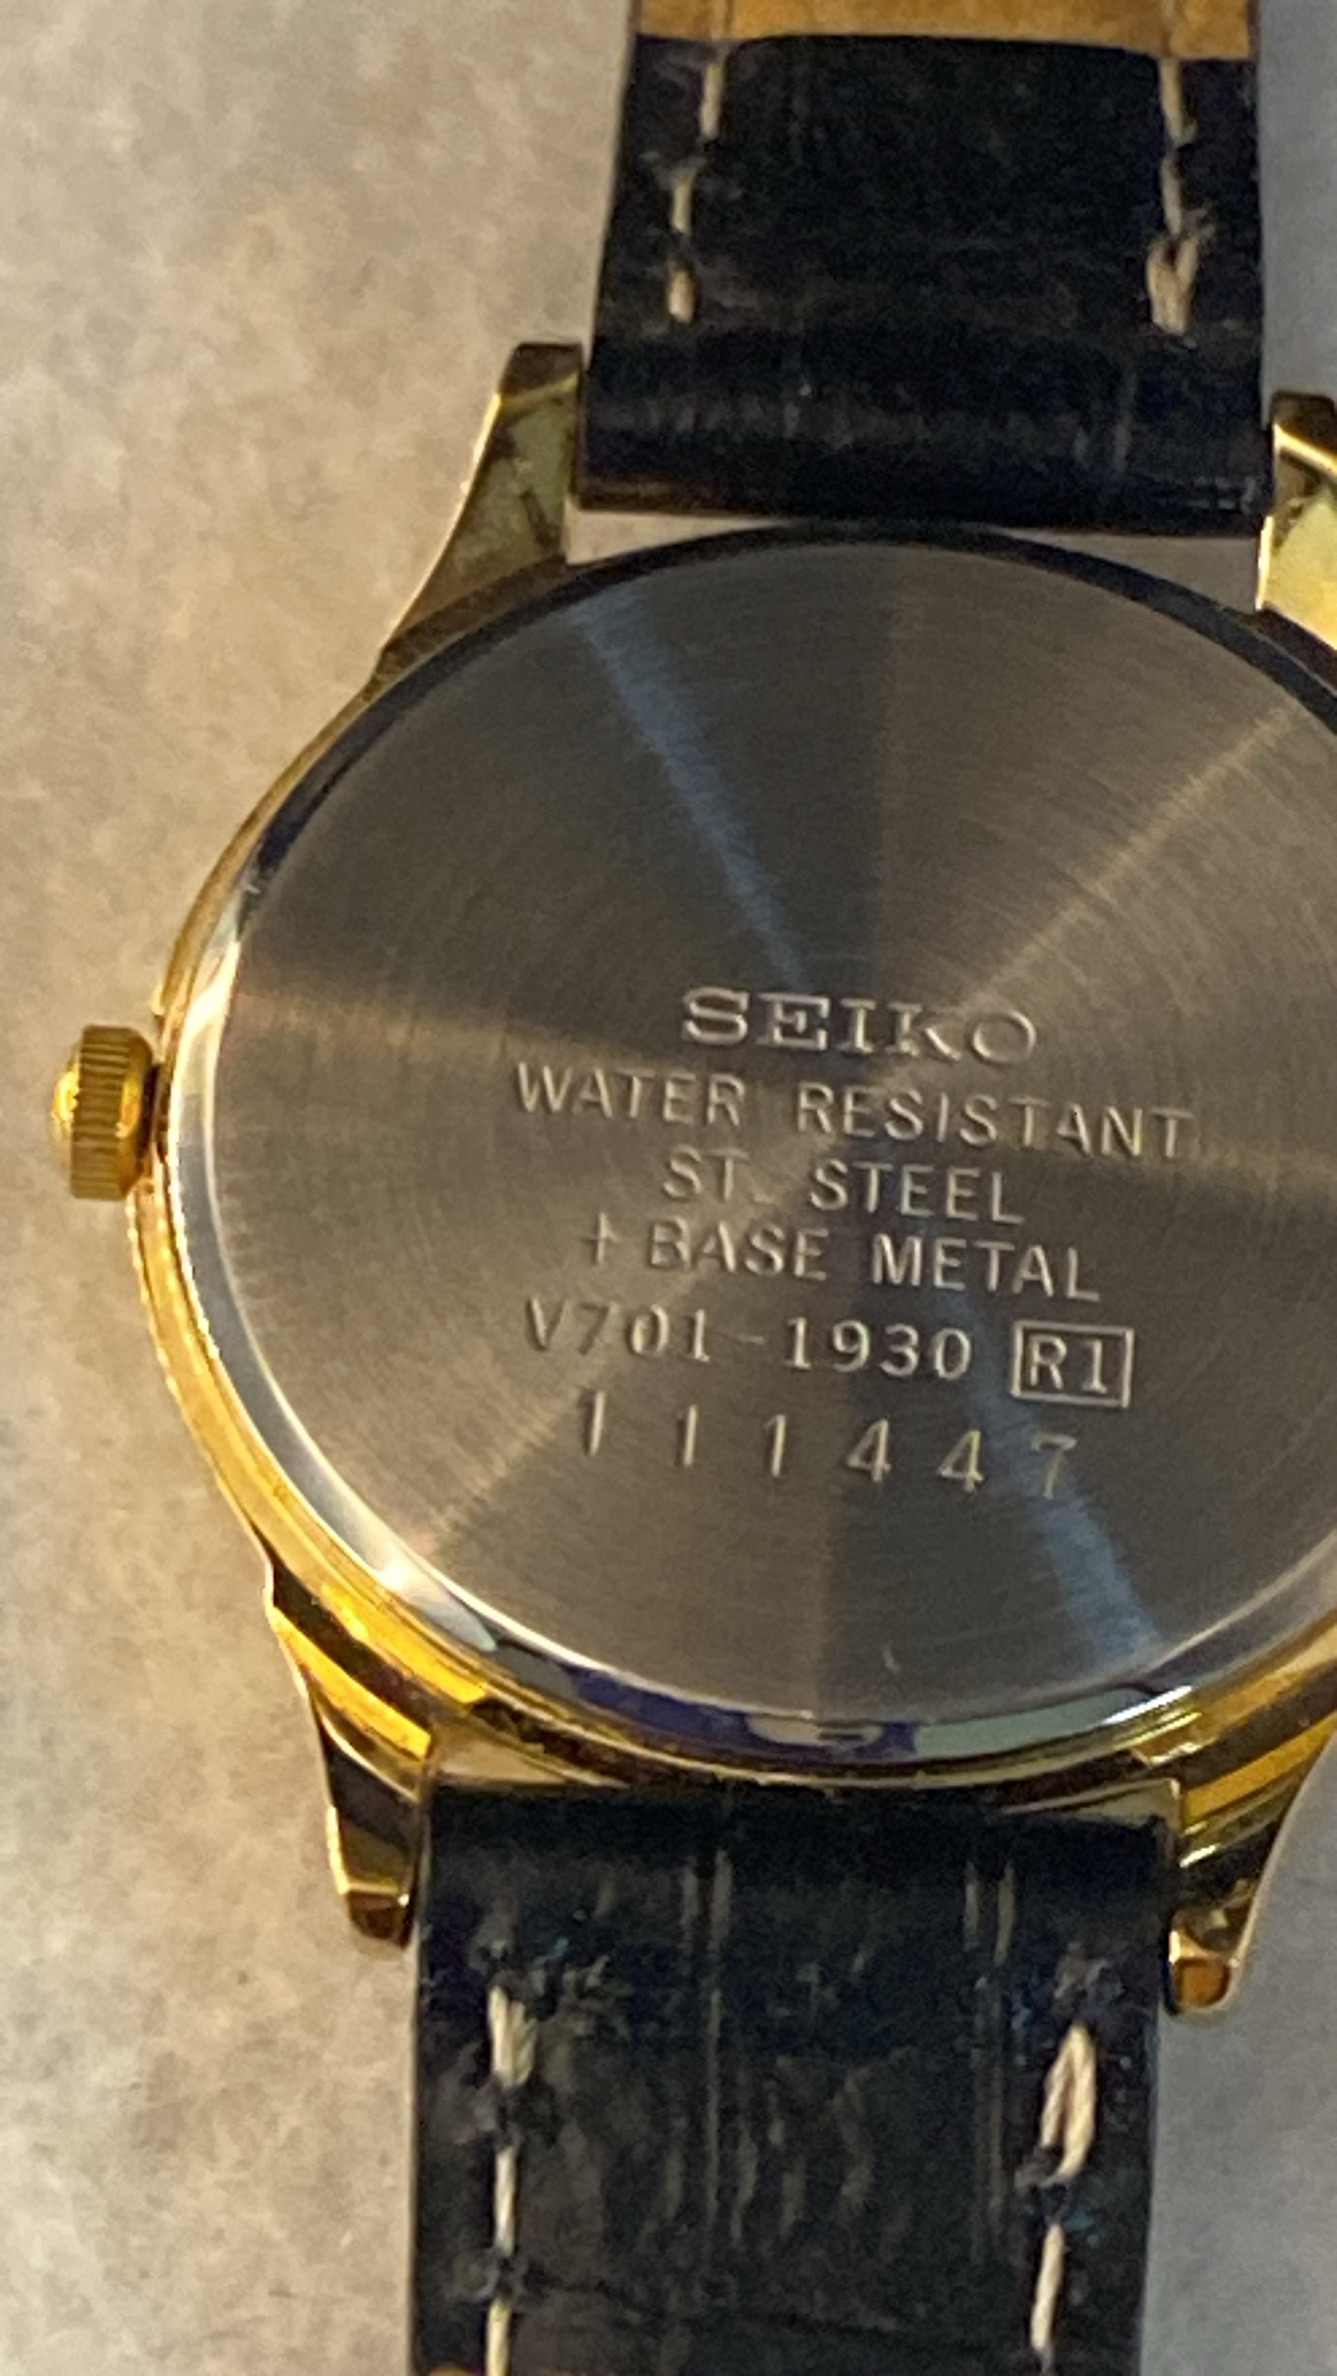 SEIKO
WATER RESISTANT
ST. STEEL
+ BASE METAL
V701-1930 R1
111447